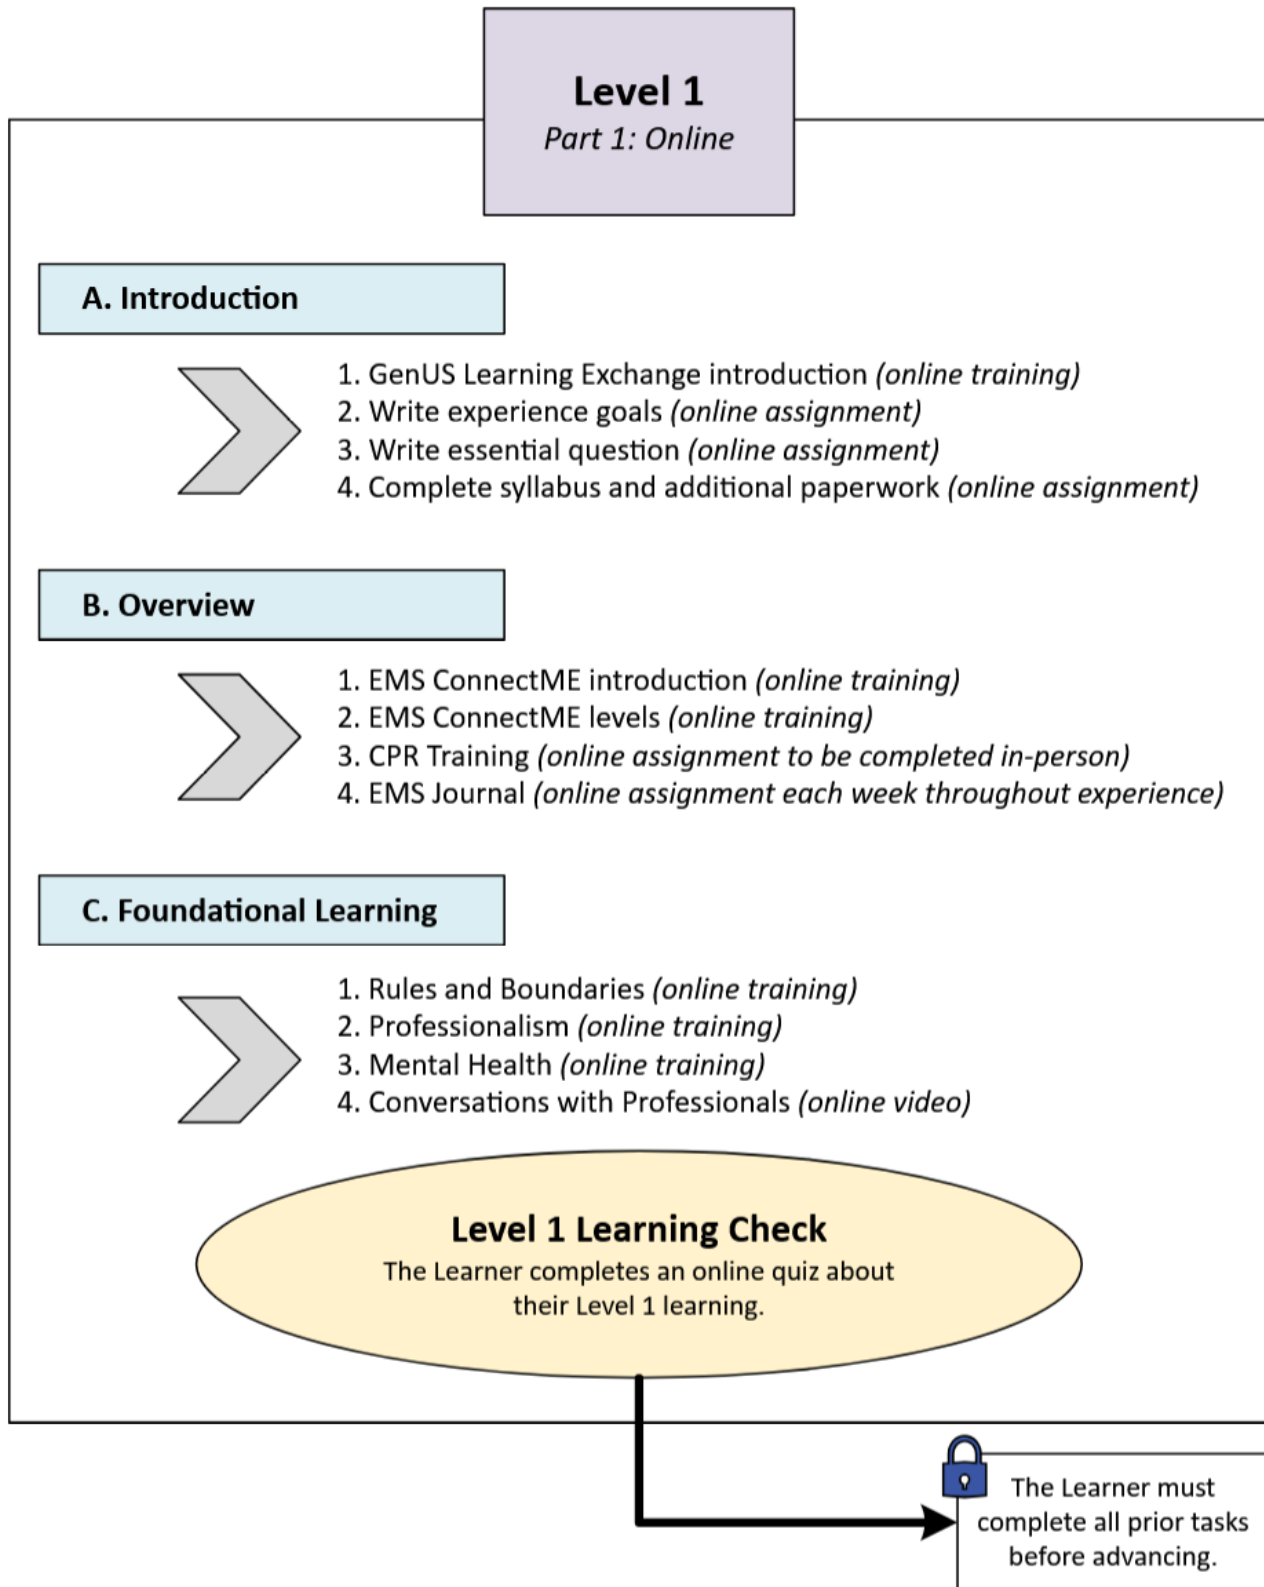 Level 1
Part 1: Online
A. Introduction
1. GenUS Learning Exchange introduction (online training)
2. Write experience goals (online assignment)
3. Write essential question (online assignment)
4. Complete syllabus and additional paperwork (online assignment)
B. Overview
1. EMS ConnectME introduction (online training)
2. EMS ConnectME levels (online training)
3. CPR Training (online assignment to be completed in-person)
4. EMS Journal (online assignment each week throughout experience)
C. Foundational Learning
1. Rules and Boundaries (online training)
2. Professionalism (online training)
3. Mental Health (online training)
4. Conversations with Professionals (online video)
Level 1 Learning Check
The Learner completes an online quiz about
their Level 1 learning.
The Learner must
complete all prior tasks
before advancing.